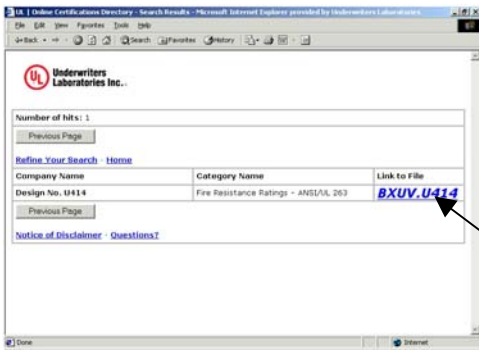 UL | Online Certifications Directory - Search Results - Microsoft Internet Explorer provided by Underwriters Laboratories
File Edit View Favorites Tools Help
Back Search Favorites History
UL Underwriters
Laboratories Inc.
Number of hits: 1
Previous Page
Refine Your Search · Home
Company Name Category Name Link to File
Design No. U414 Fire Resistance Ratings - ANSI/UL 263 BXUV.U414
Previous Page
Notice of Disclaimer · Questions?
Done Internet